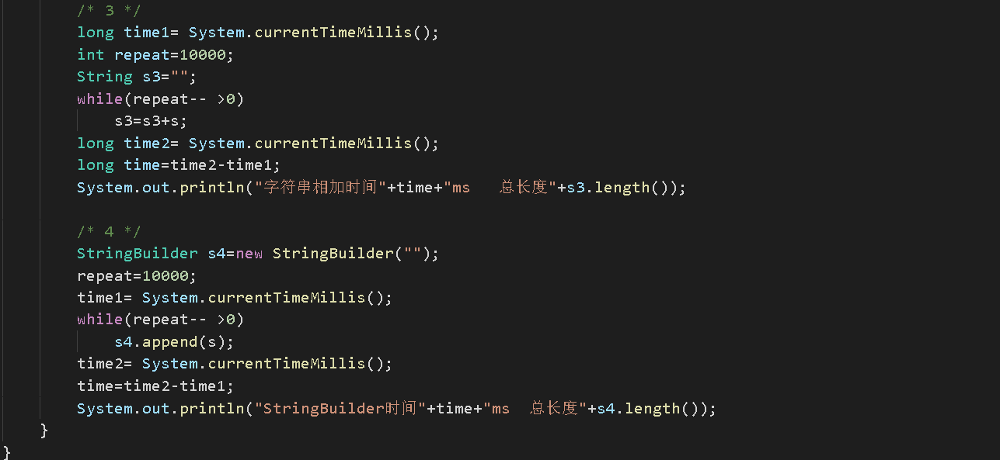 /* 3 */
long time1= System.currentTimeMillis();
int repeat=10000;
String s3="";
while(repeat-- >0)
s3=s3+s;
long time2= System.currentTimeMillis();
long time=time2-time1;
System.out.println("字符串相加时间"+time+"ms   总长度"+s3.length());
/* 4 */
StringBuilder s4=new StringBuilder("");
repeat=10000;
time1= System.currentTimeMillis();
while(repeat-- >0)
s4.append(s);
time2= System.currentTimeMillis();
time=time2-time1;
System.out.println("StringBuilder时间"+time+"ms  总长度"+s4.length());
}
}